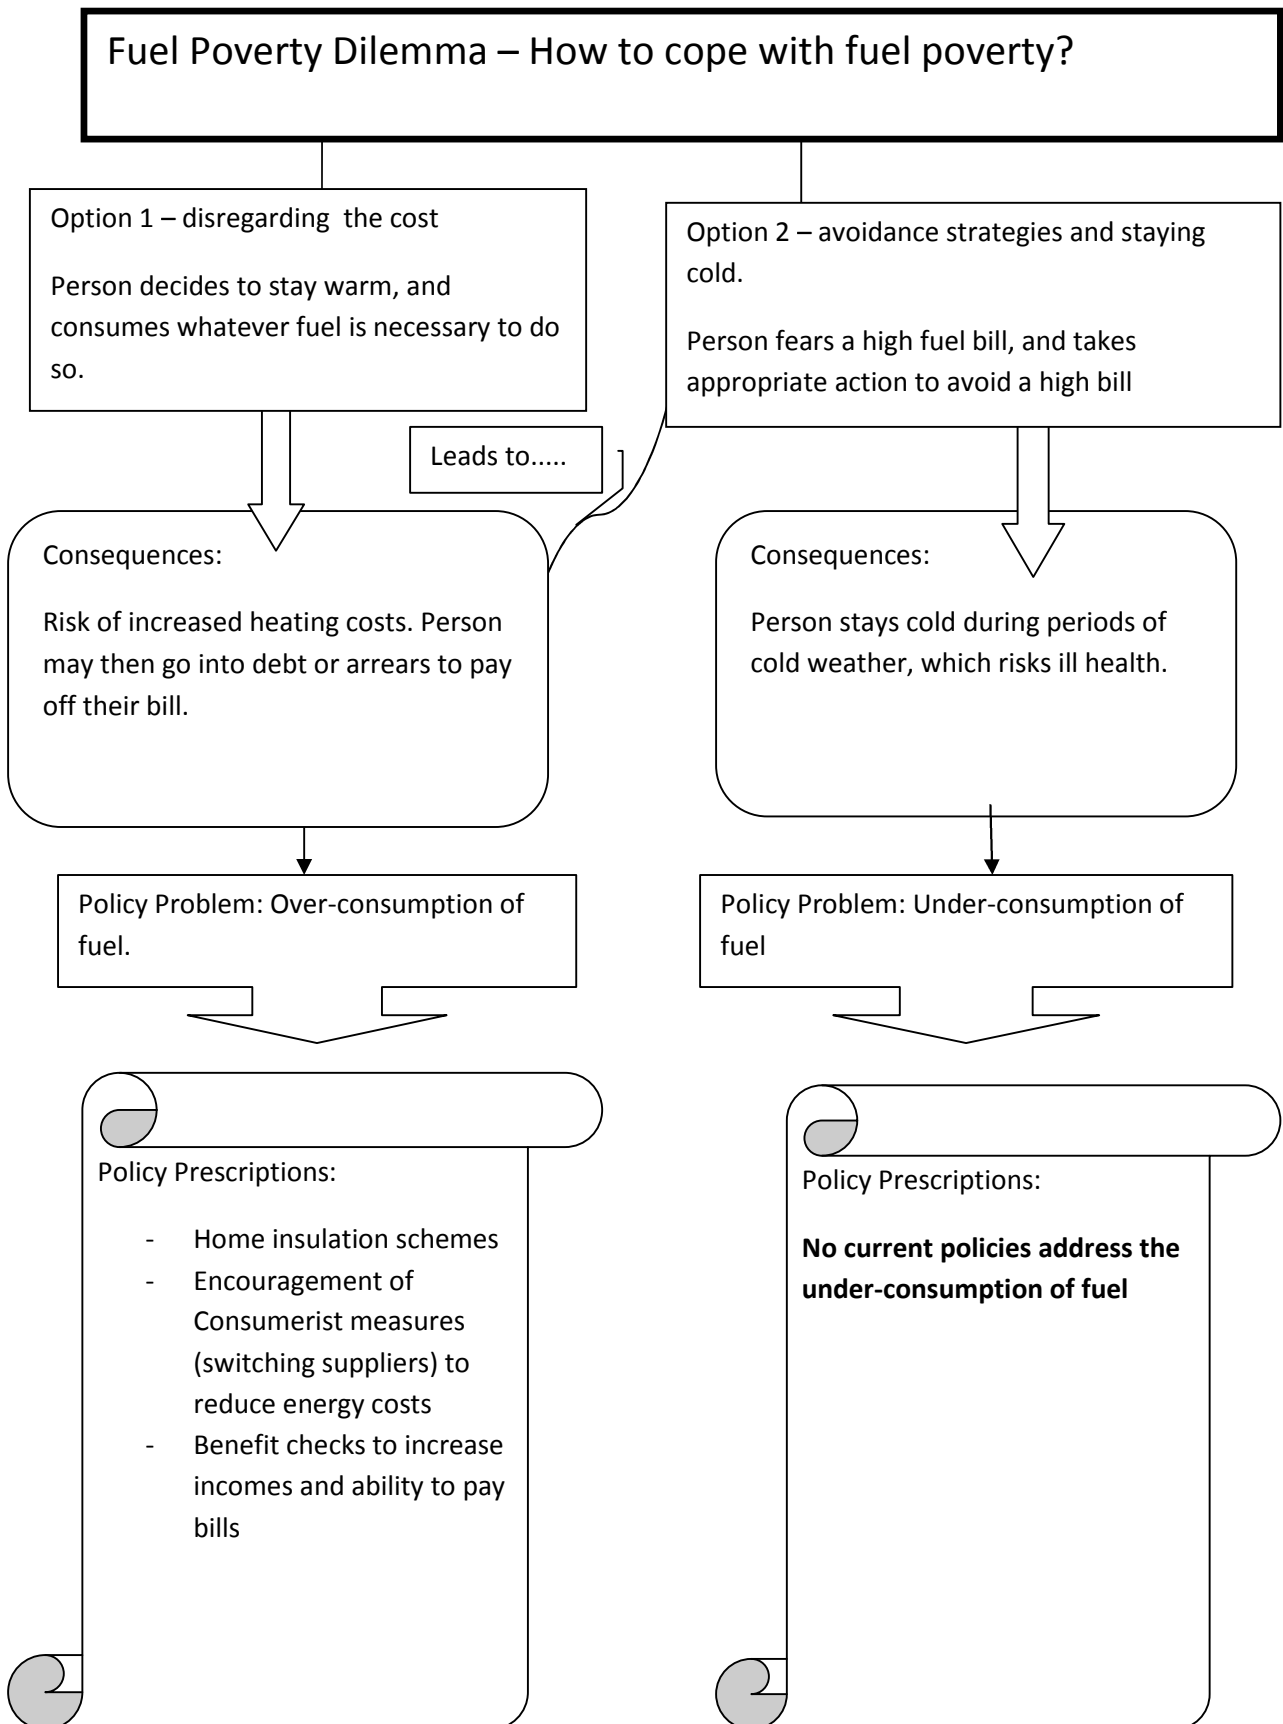 Fuel Poverty Dilemma – How to cope with fuel poverty?
Option 1 – disregarding  the cost
Person decides to stay warm, and
consumes whatever fuel is necessary to do
so.
Option 2 – avoidance strategies and staying
cold.
Person fears a high fuel bill, and takes
appropriate action to avoid a high bill
Leads to.....
Consequences:
Risk of increased heating costs. Person
may then go into debt or arrears to pay
off their bill.
Consequences:
Person stays cold during periods of
cold weather, which risks ill health.
Policy Problem: Over-consumption of
fuel.
Policy Problem: Under-consumption of
fuel
Policy Prescriptions:
- Home insulation schemes
- Encouragement of
Consumerist measures
(switching suppliers) to
reduce energy costs
- Benefit checks to increase
incomes and ability to pay
bills
Policy Prescriptions:
No current policies address the
under-consumption of fuel